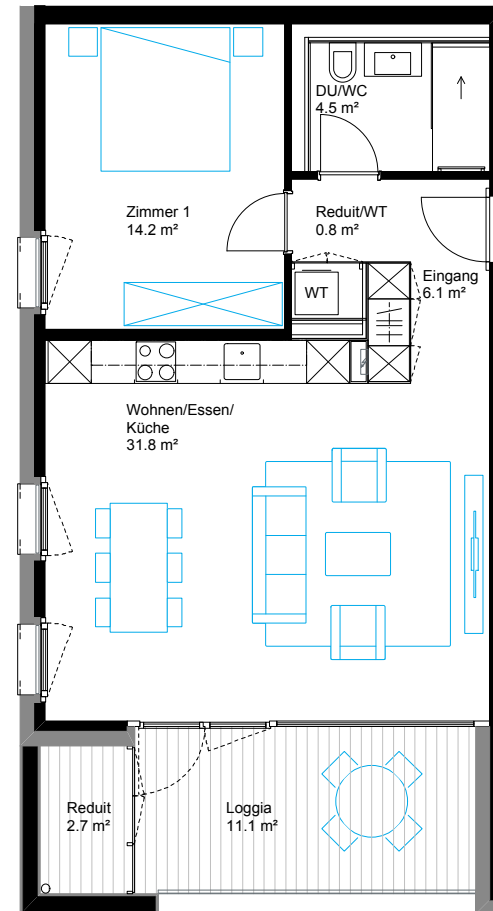 DU/WC
4.5 m²
Zimmer 1
14.2 m²
Reduit/WT
0.8 m²
Eingang
6.1 m²
WT
Wohnen/Essen/
Küche
31.8 m²
Reduit
2.7 m²
Loggia
11.1 m²